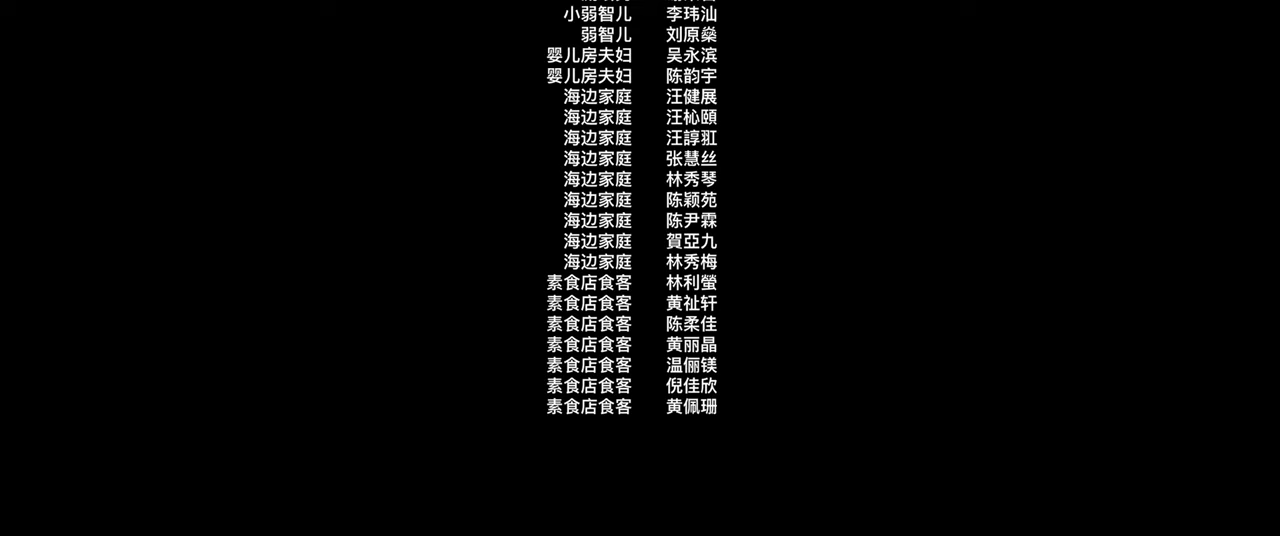 小弱智儿 李玮汕
弱智儿 刘原燊
婴儿房夫妇 吴永滨
婴儿房夫妇 陈韵宇
海边家庭 汪健展
海边家庭 汪杺頤
海边家庭 汪諄羾
海边家庭 张慧丝
海边家庭 林秀琴
海边家庭 陈颖苑
海边家庭 陈尹霖
海边家庭 賀亞九
海边家庭 林秀梅
素食店食客 林利螢
素食店食客 黄祉轩
素食店食客 陈柔佳
素食店食客 黄丽晶
素食店食客 温俪镁
素食店食客 倪佳欣
素食店食客 黄佩珊